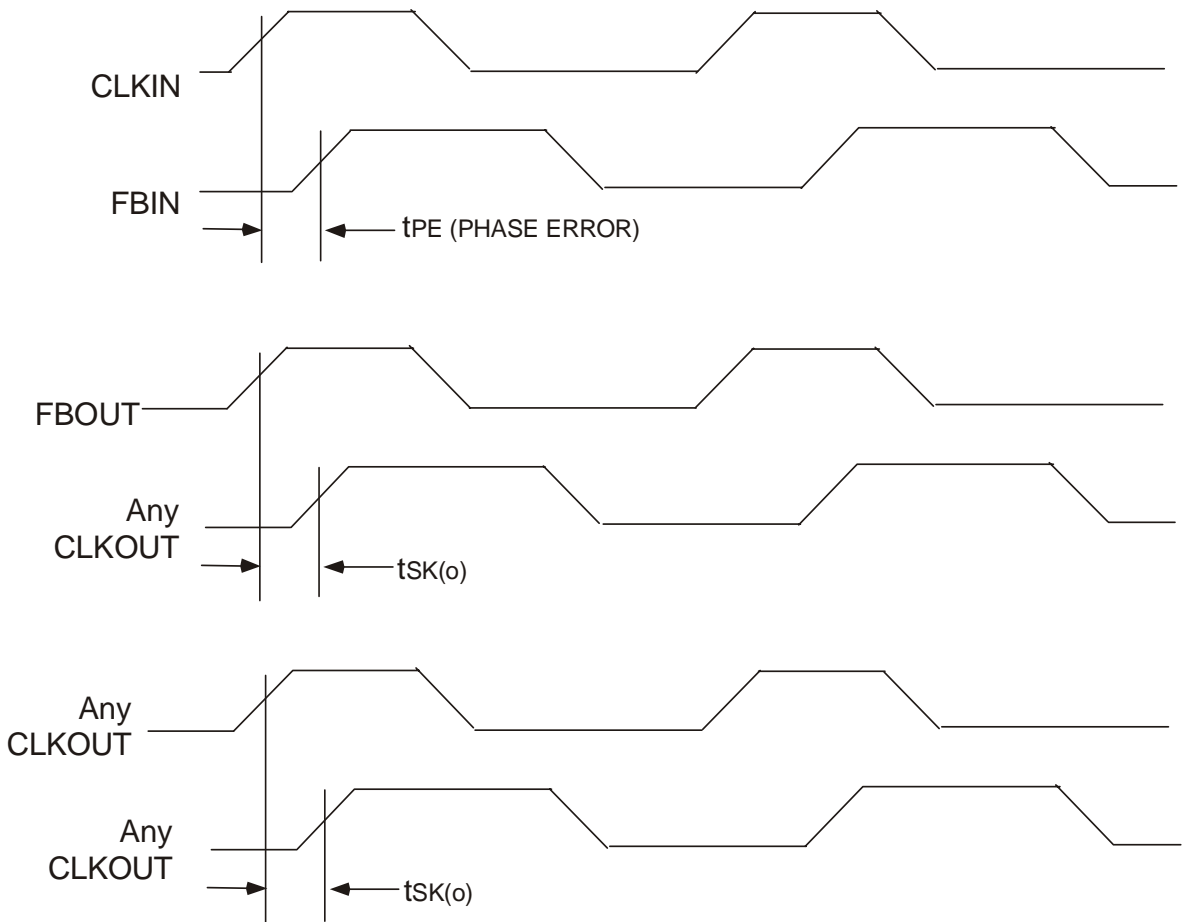 CLKIN
FBIN
tPE (PHASE ERROR)
FBOUT
Any
CLKOUT
tSK(o)
Any
CLKOUT
Any
CLKOUT
tSK(o)